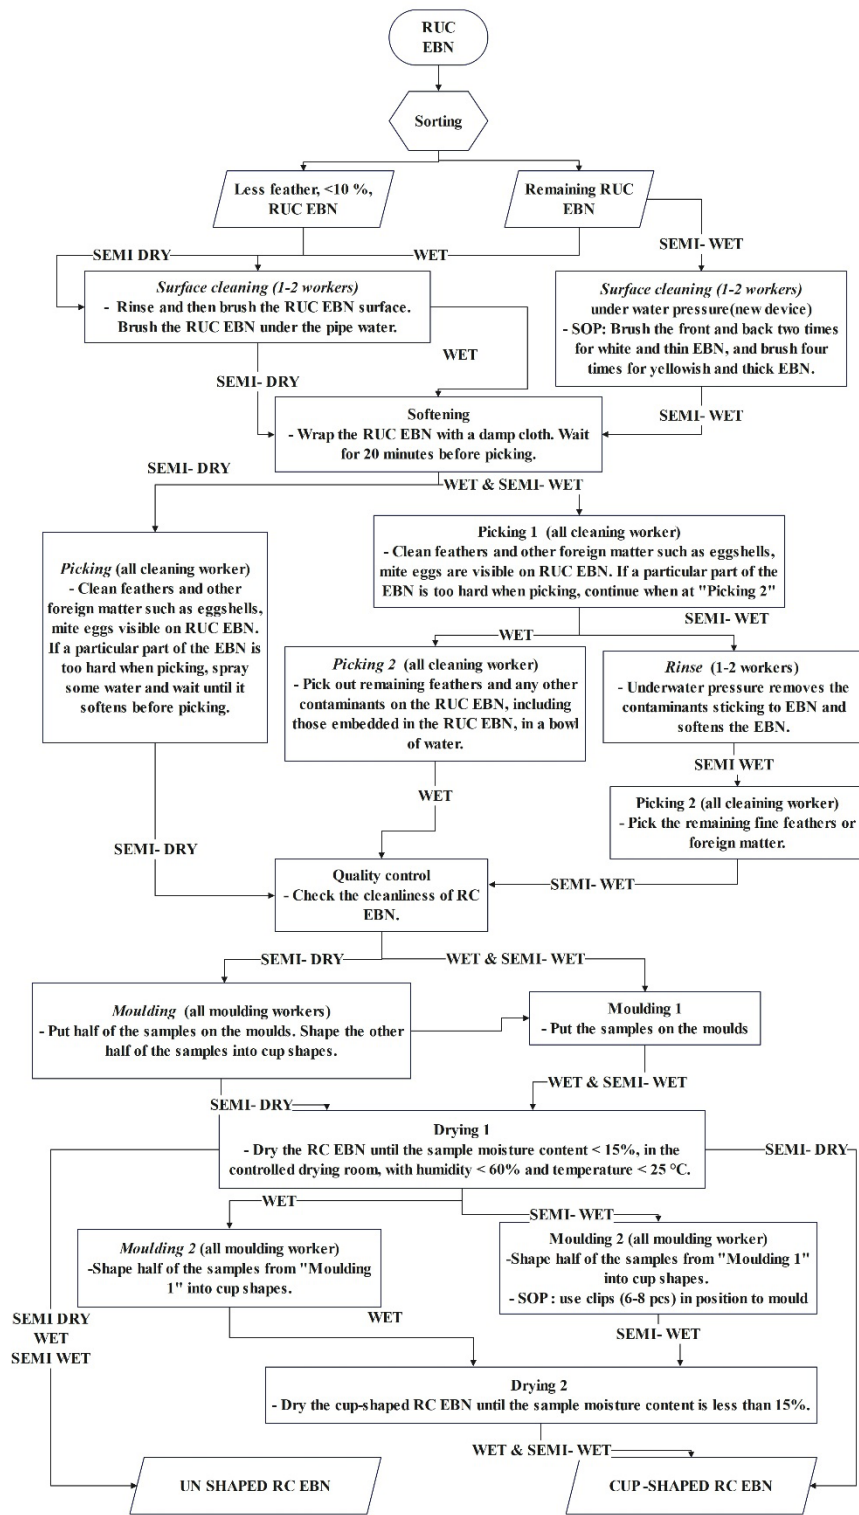 RUC
EBN
Sorting
Less feather, <10 %,
RUC EBN
Remaining RUC
EBN
SEMI DRY
WET
SEMI- WET
Surface cleaning (1-2 workers)
- Rinse and then brush the RUC EBN surface.
Brush the RUC EBN under the pipe water.
Surface cleaning (1-2 workers)
under water pressure(new device)
- SOP: Brush the front and back two times
for white and thin EBN, and brush four
times for yellowish and thick EBN.
WET
SEMI- DRY
SEMI- WET
Softening
- Wrap the RUC EBN with a damp cloth. Wait
for 20 minutes before picking.
SEMI- DRY
WET & SEMI- WET
Picking (all cleaning worker)
- Clean feathers and other
foreign matter such as eggshells,
mite eggs visible on RUC EBN.
If a particular part of the EBN is
too hard when picking, spray
some water and wait until it
softens before picking.
Picking 1 (all cleaning worker)
- Clean feathers and other foreign matter such as eggshells,
mite eggs are visible on RUC EBN. If a particular part of the
EBN is too hard when picking, continue when at "Picking 2"
SEMI- WET
WET
Picking 2 (all cleaning worker)
- Pick out remaining feathers and any other
contaminants on the RUC EBN, including
those embedded in the RUC EBN, in a bowl
of water.
Rinse (1-2 workers)
- Underwater pressure removes the
contaminants sticking to EBN and
softens the EBN.
SEMI WET
WET
Picking 2 (all cleaining worker)
- Pick the remaining fine feathers or
foreign matter.
SEMI- DRY
Quality control
- Check the cleanliness of RC
EBN.
SEMI- WET
SEMI- DRY
WET & SEMI- WET
Moulding (all moulding workers)
- Put half of the samples on the moulds. Shape the other
half of the samples into cup shapes.
Moulding 1
- Put the samples on the moulds
WET & SEMI- WET
SEMI- DRY
Drying 1
- Dry the RC EBN until the sample moisture content < 15%, in the
controlled drying room, with humidity < 60% and temperature < 25 °C.
SEMI- DRY
WET
SEMI- WET
Moulding 2 (all moulding worker)
-Shape half of the samples from "Moulding
1" into cup shapes.
Moulding 2 (all moulding worker)
-Shape half of the samples from "Moulding 1"
into cup shapes.
- SOP : use clips (6-8 pcs) in position to mould
SEMI DRY
WET
SEMI WET
WET
SEMI- WET
Drying 2
- Dry the cup-shaped RC EBN until the sample moisture content is less than 15%.
WET & SEMI- WET
UN SHAPED RC EBN
CUP -SHAPED RC EBN